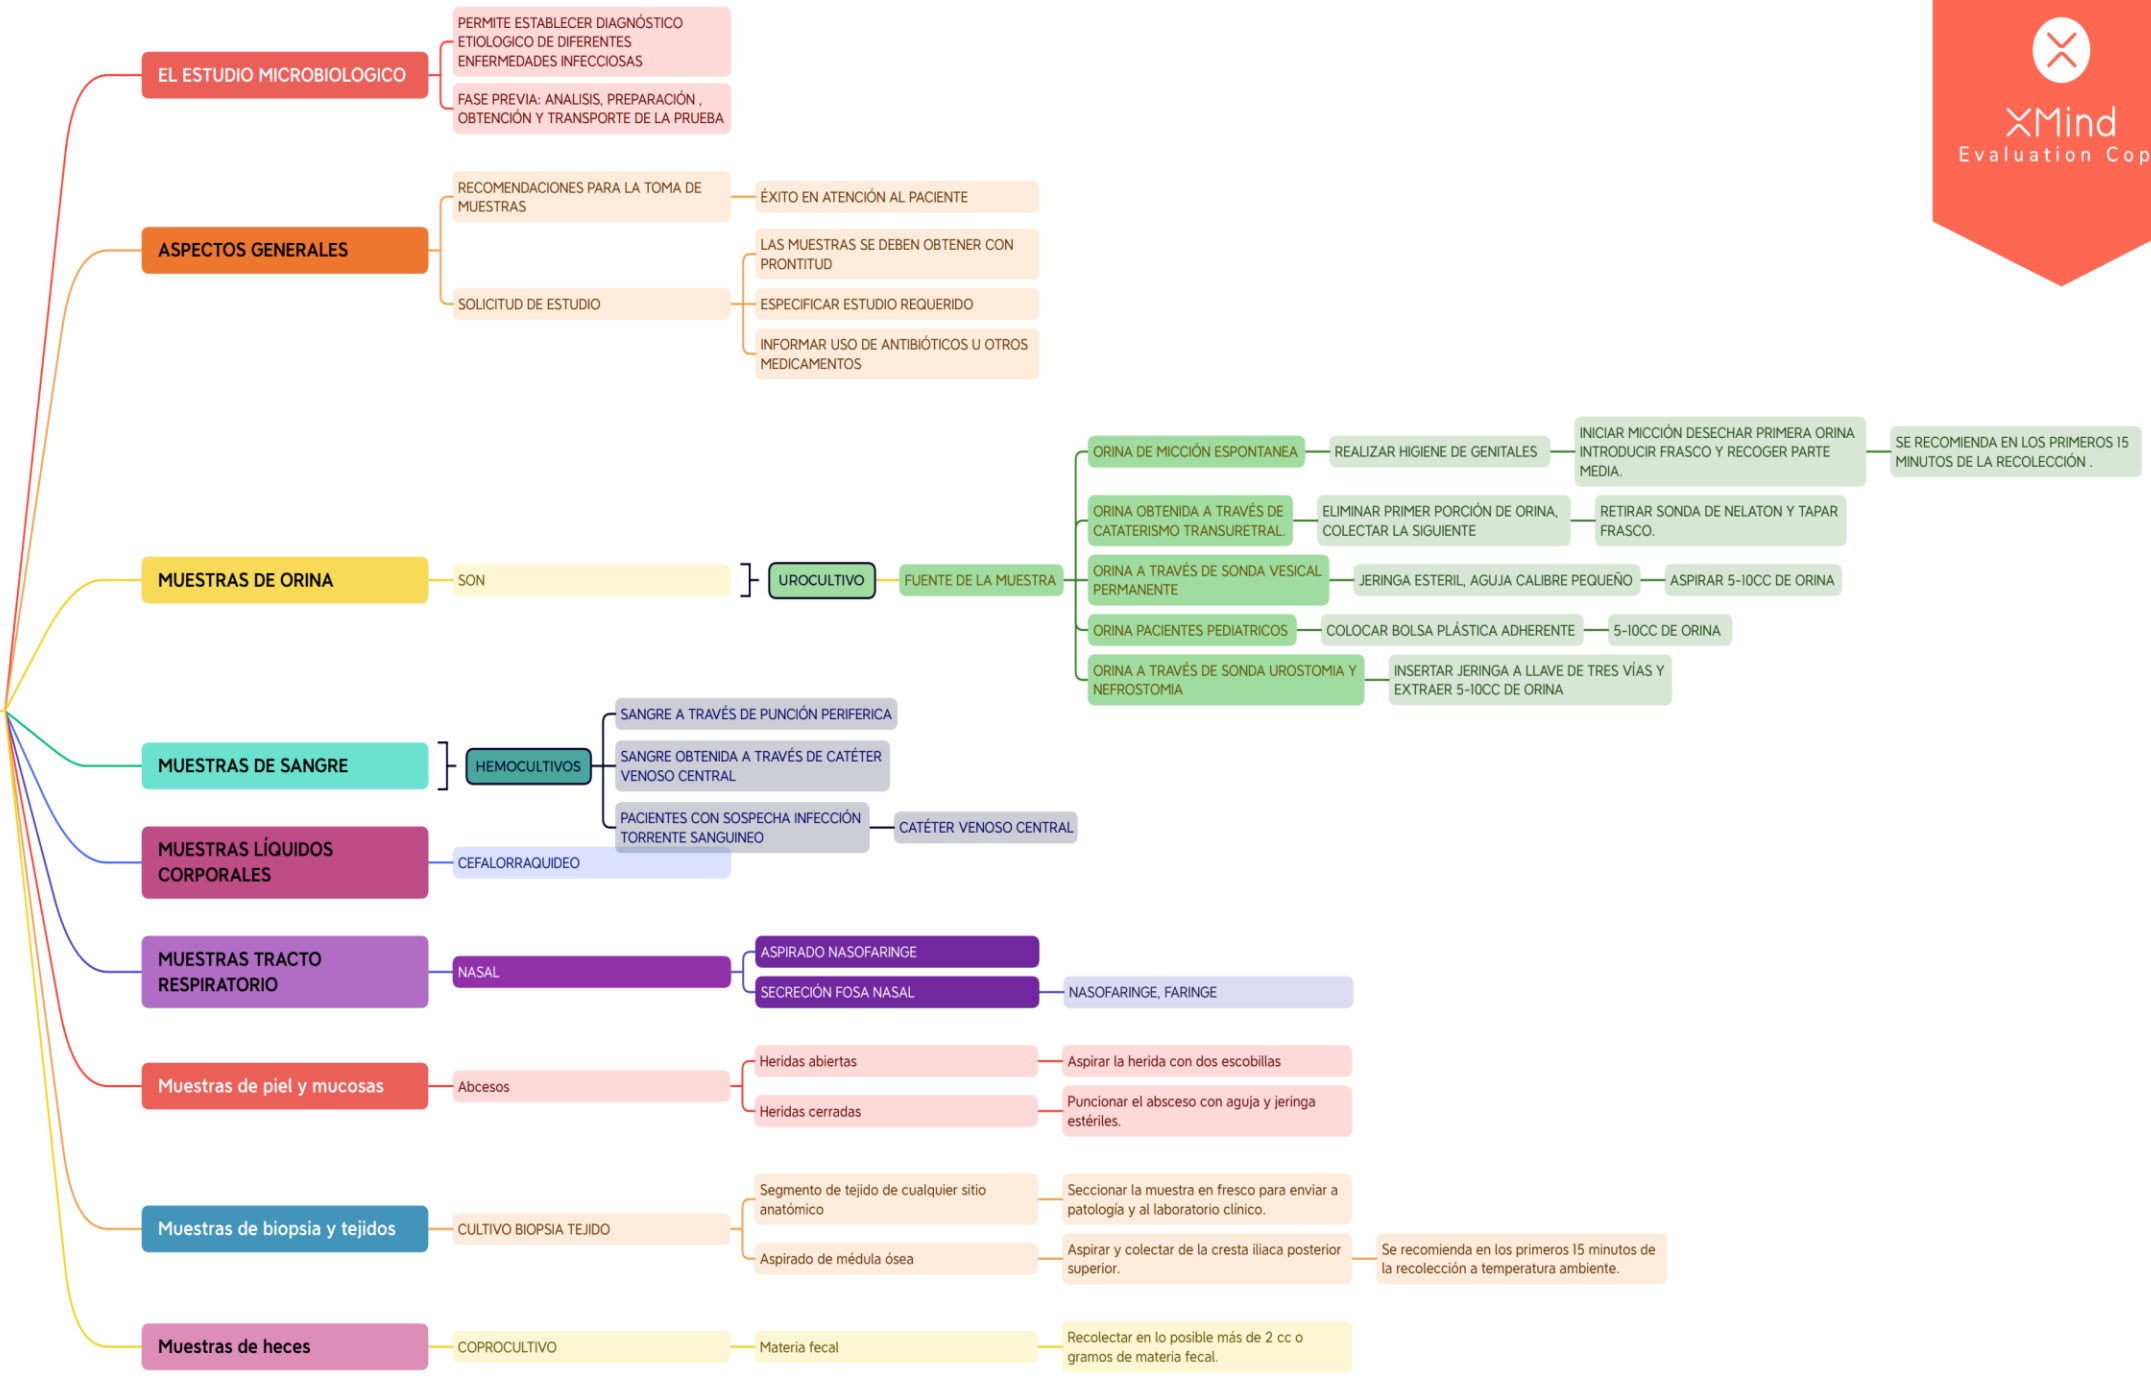 EL ESTUDIO MICROBIOLOGICO
PERMITE ESTABLECER DIAGNÓSTICO
ETIOLOGICO DE DIFERENTES
ENFERMEDADES INFECCIOSAS
FASE PREVIA: ANALISIS, PREPARACIÓN ,
OBTENCIÓN Y TRANSPORTE DE LA PRUEBA
XMind
Evaluation Cop
ASPECTOS GENERALES
RECOMENDACIONES PARA LA TOMA DE
MUESTRAS
ÉXITO EN ATENCIÓN AL PACIENTE
SOLICITUD DE ESTUDIO
LAS MUESTRAS SE DEBEN OBTENER CON
PRONTITUD
ESPECIFICAR ESTUDIO REQUERIDO
INFORMAR USO DE ANTIBIÓTICOS U OTROS
MEDICAMENTOS
MUESTRAS DE ORINA
SON
UROCULTIVO
FUENTE DE LA MUESTRA
ORINA DE MICCIÓN ESPONTANEA
REALIZAR HIGIENE DE GENITALES
INICIAR MICCIÓN DESECHAR PRIMERA ORINA
INTRODUCIR FRASCO Y RECOGER PARTE
MEDIA.
SE RECOMIENDA EN LOS PRIMEROS 15
MINUTOS DE LA RECOLECCIÓN .
ORINA OBTENIDA A TRAVÉS DE
CATATERISMO TRANSURETRAL.
ELIMINAR PRIMER PORCIÓN DE ORINA,
COLECTAR LA SIGUIENTE
RETIRAR SONDA DE NELATON Y TAPAR
FRASCO.
ORINA A TRAVÉS DE SONDA VESICAL
PERMANENTE
JERINGA ESTERIL, AGUJA CALIBRE PEQUEÑO
ASPIRAR 5-10CC DE ORINA
ORINA PACIENTES PEDIATRICOS
COLOCAR BOLSA PLÁSTICA ADHERENTE
5-10CC DE ORINA
ORINA A TRAVÉS DE SONDA UROSTOMIA Y
NEFROSTOMIA
INSERTAR JERINGA A LLAVE DE TRES VÍAS Y
EXTRAER 5-10CC DE ORINA
MUESTRAS DE SANGRE
HEMOCULTIVOS
SANGRE A TRAVÉS DE PUNCIÓN PERIFERICA
SANGRE OBTENIDA A TRAVÉS DE CATÉTER
VENOSO CENTRAL
PACIENTES CON SOSPECHA INFECCIÓN
TORRENTE SANGUINEO
CATÉTER VENOSO CENTRAL
MUESTRAS LÍQUIDOS
CORPORALES
CEFALORRAQUIDEO
MUESTRAS TRACTO
RESPIRATORIO
NASAL
ASPIRADO NASOFARINGE
SECRECIÓN FOSA NASAL
NASOFARINGE, FARINGE
Muestras de piel y mucosas
Abcesos
Heridas abiertas
Aspirar la herida con dos escobillas
Heridas cerradas
Puncionar el absceso con aguja y jeringa
estériles.
Muestras de biopsia y tejidos
CULTIVO BIOPSIA TEJIDO
Segmento de tejido de cualquier sitio
anatómico
Seccionar la muestra en fresco para enviar a
patología y al laboratorio clínico.
Aspirado de médula ósea
Aspirar y colectar de la cresta iliaca posterior
superior.
Se recomienda en los primeros 15 minutos de
la recolección a temperatura ambiente.
Muestras de heces
COPROCULTIVO
Materia fecal
Recolectar en lo posible más de 2 cc o
gramos de materia fecal.